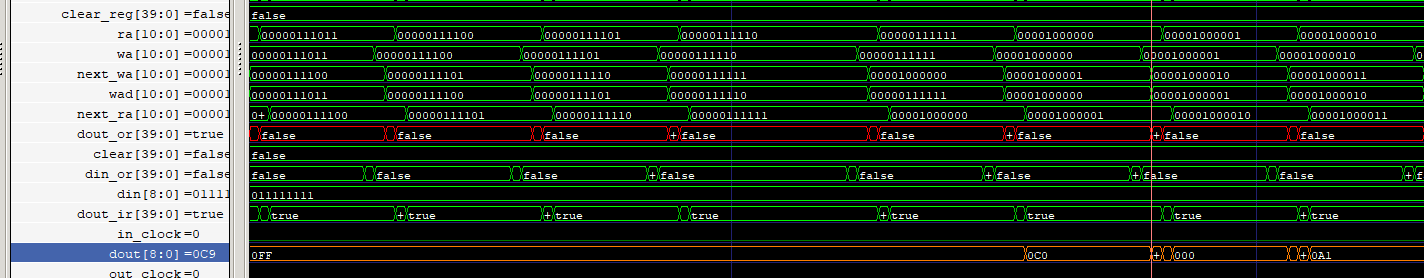 clear_reg[39:0] =false false
ra[10:0] =00001 00000111011 00000111100 00000111101 00000111110 00000111111 00001000000 00001000001 00001000010
wa[10:0] =00001 00000111011 00000111100 00000111101 00000111110 00000111111 00001000000 00001000001 00001000010 0
next_wa[10:0] =00001 00000111100 00000111101 00000111110 00000111111 00001000000 00001000001 00001000010 00001000011
wad[10:0] =00001 00000111011 00000111100 00000111101 00000111110 00000111111 00001000000 00001000001 00001000010
next_ra[10:0] =00001 0+ 00000111100 00000111101 00000111110 00000111111 00001000000 00001000001 00001000010 00001000011
dout_or[39:0] =true false false false + false false + false + false false
clear[39:0] =false false
din_or[39:0] =false false false false + false false + false + false false + f
din[8:0] =01111 011111111
dout_ir[39:0] =true true + true + true true + true true true + true
in_clock=0
dout[8:0] =0C9 0FF 0C0 + 000 + 0A1
out_clock=0